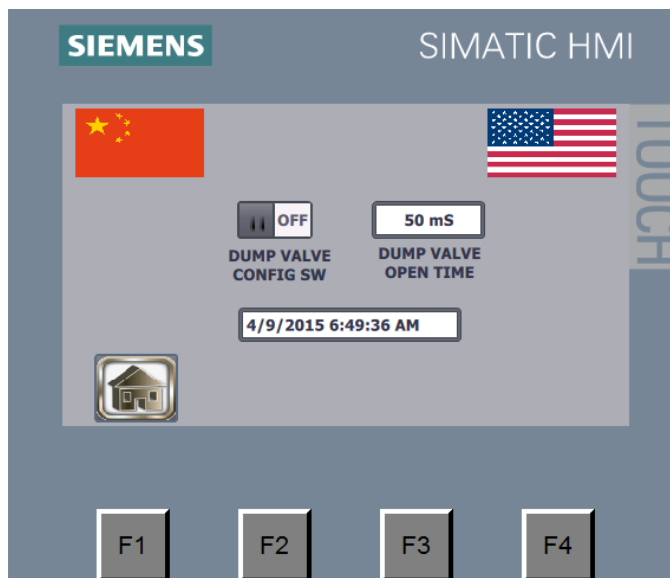 SIEMENS
SIMATIC HMI
TOUCH
OFF
50 mS
DUMP VALVE
CONFIG SW
DUMP VALVE
OPEN TIME
4/9/2015 6:49:36 AM
F1
F2
F3
F4